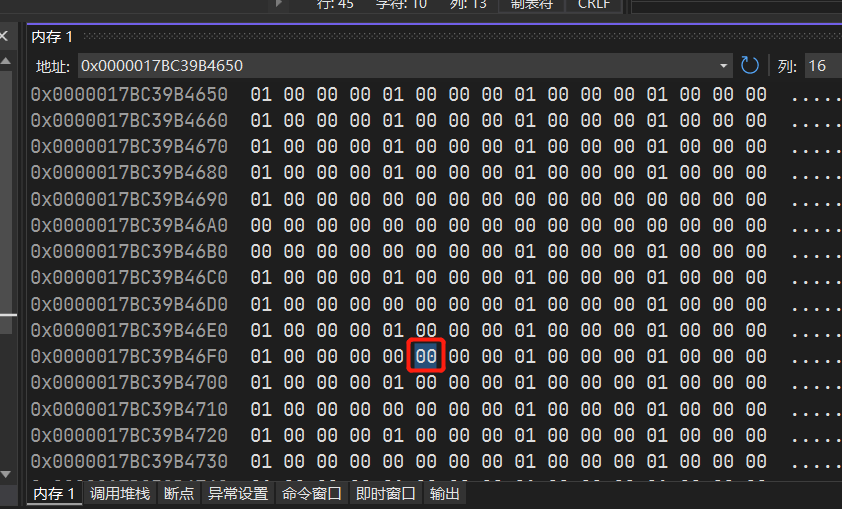 行: 45 字符: 10 列: 13 制表符 CRLF
内存 1
地址: 0x0000017BC39B4650 列: 16
0x0000017BC39B4650 01 00 00 00 01 00 00 00 01 00 00 00 01 00 00 00 .....
0x0000017BC39B4660 01 00 00 00 01 00 00 00 01 00 00 00 01 00 00 00 .....
0x0000017BC39B4670 01 00 00 00 01 00 00 00 01 00 00 00 01 00 00 00 .....
0x0000017BC39B4680 01 00 00 00 01 00 00 00 01 00 00 00 01 00 00 00 .....
0x0000017BC39B4690 01 00 00 00 01 00 00 00 00 00 00 00 00 00 00 00 .....
0x0000017BC39B46A0 00 00 00 00 00 00 00 00 00 00 00 00 00 00 00 00 .....
0x0000017BC39B46B0 00 00 00 00 00 00 00 00 01 00 00 00 01 00 00 00 .....
0x0000017BC39B46C0 01 00 00 00 01 00 00 00 01 00 00 00 01 00 00 00 .....
0x0000017BC39B46D0 01 00 00 00 00 00 00 00 00 00 00 00 01 00 00 00 .....
0x0000017BC39B46E0 01 00 00 00 01 00 00 00 01 00 00 00 01 00 00 00 .....
0x0000017BC39B46F0 01 00 00 00 00 00 00 00 01 00 00 00 01 00 00 00 .....
0x0000017BC39B4700 01 00 00 00 01 00 00 00 00 00 00 00 00 00 00 00 .....
0x0000017BC39B4710 01 00 00 00 00 00 00 00 00 00 00 00 01 00 00 00 .....
0x0000017BC39B4720 01 00 00 00 01 00 00 00 00 00 00 00 01 00 00 00 .....
0x0000017BC39B4730 01 00 00 00 00 00 00 00 01 00 00 00 01 00 00 00 .....
内存 1 调用堆栈 断点 异常设置 命令窗口 即时窗口 输出